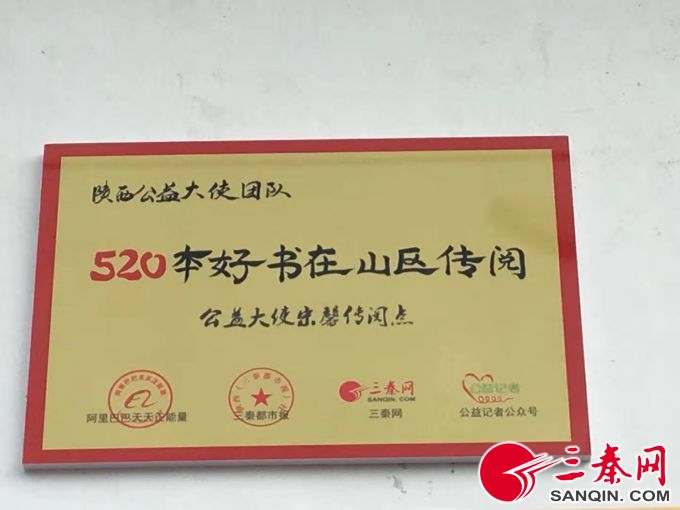 陕西公益大使团队
520本好书在山区传阅
公益大使宋馨传阅点
阿里巴巴天天正能量
三秦都市报
三秦网
SANQIN.COM
三秦网
公益记者
公益记者公众号
三秦网
SANQIN.COM